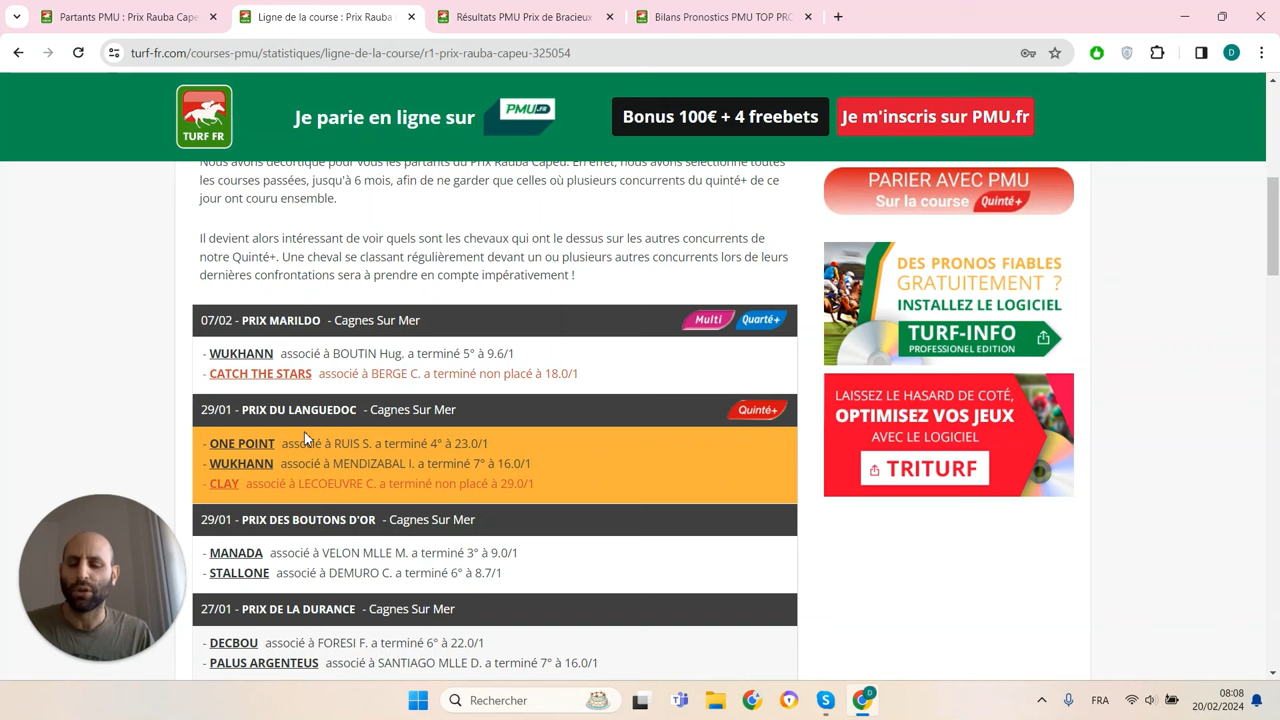 Partants PMU : Prix Rauba Cape
Ligne de la course : Prix Rauba
Résultats PMU Prix de Bracieux
Bilans Pronostics PMU TOP PRO
turf-fr.com/courses-pmu/statistiques/ligne-de-la-course/r1-prix-rauba-capeu-325054
D
TURF FR
Je parie en ligne sur
PMU.FR
Bonus 100€ + 4 freebets
Je m'inscris sur PMU.fr
Nous avons décortiqué pour vous les partants du Prix Rauba Capeu. En effet, nous avons sélectionné toutes
les courses passées, jusqu'à 6 mois, afin de ne garder que celles où plusieurs concurrents du quinté+ de ce
jour ont couru ensemble.
Il devient alors intéressant de voir quels sont les chevaux qui ont le dessus sur les autres concurrents de
notre Quinté+. Une cheval se classant régulièrement devant un ou plusieurs autres concurrents lors de leurs
dernières confrontations sera à prendre en compte impérativement !
07/02 - PRIX MARILDO - Cagnes Sur Mer Multi Quarté+
- WUKHANN associé à BOUTIN Hug. a terminé 5° à 9.6/1
- CATCH THE STARS associé à BERGE C. a terminé non placé à 18.0/1
29/01 - PRIX DU LANGUEDOC - Cagnes Sur Mer Quinté+
- ONE POINT associé à RUIS S. a terminé 4° à 23.0/1
- WUKHANN associé à MENDIZABAL I. a terminé 7° à 16.0/1
- CLAY associé à LECOEUVRE C. a terminé non placé à 29.0/1
29/01 - PRIX DES BOUTONS D'OR - Cagnes Sur Mer
- MANADA associé à VELON MLLE M. a terminé 3° à 9.0/1
- STALLONE associé à DEMURO C. a terminé 6° à 8.7/1
27/01 - PRIX DE LA DURANCE - Cagnes Sur Mer
- DECBOU associé à FORESI F. a terminé 6° à 22.0/1
- PALUS ARGENTEUS associé à SANTIAGO MLLE D. a terminé 7° à 16.0/1
PARIER AVEC PMU
Sur la course Quinté+
DES PRONOS FIABLES
GRATUITEMENT ?
INSTALLEZ LE LOGICIEL
TURF-INFO
PROFESSIONEL EDITION
LAISSEZ LE HASARD DE COTÉ,
OPTIMISEZ VOS JEUX
AVEC LE LOGICIEL
TRITURF
Rechercher
D
FRA
08:08
20/02/2024